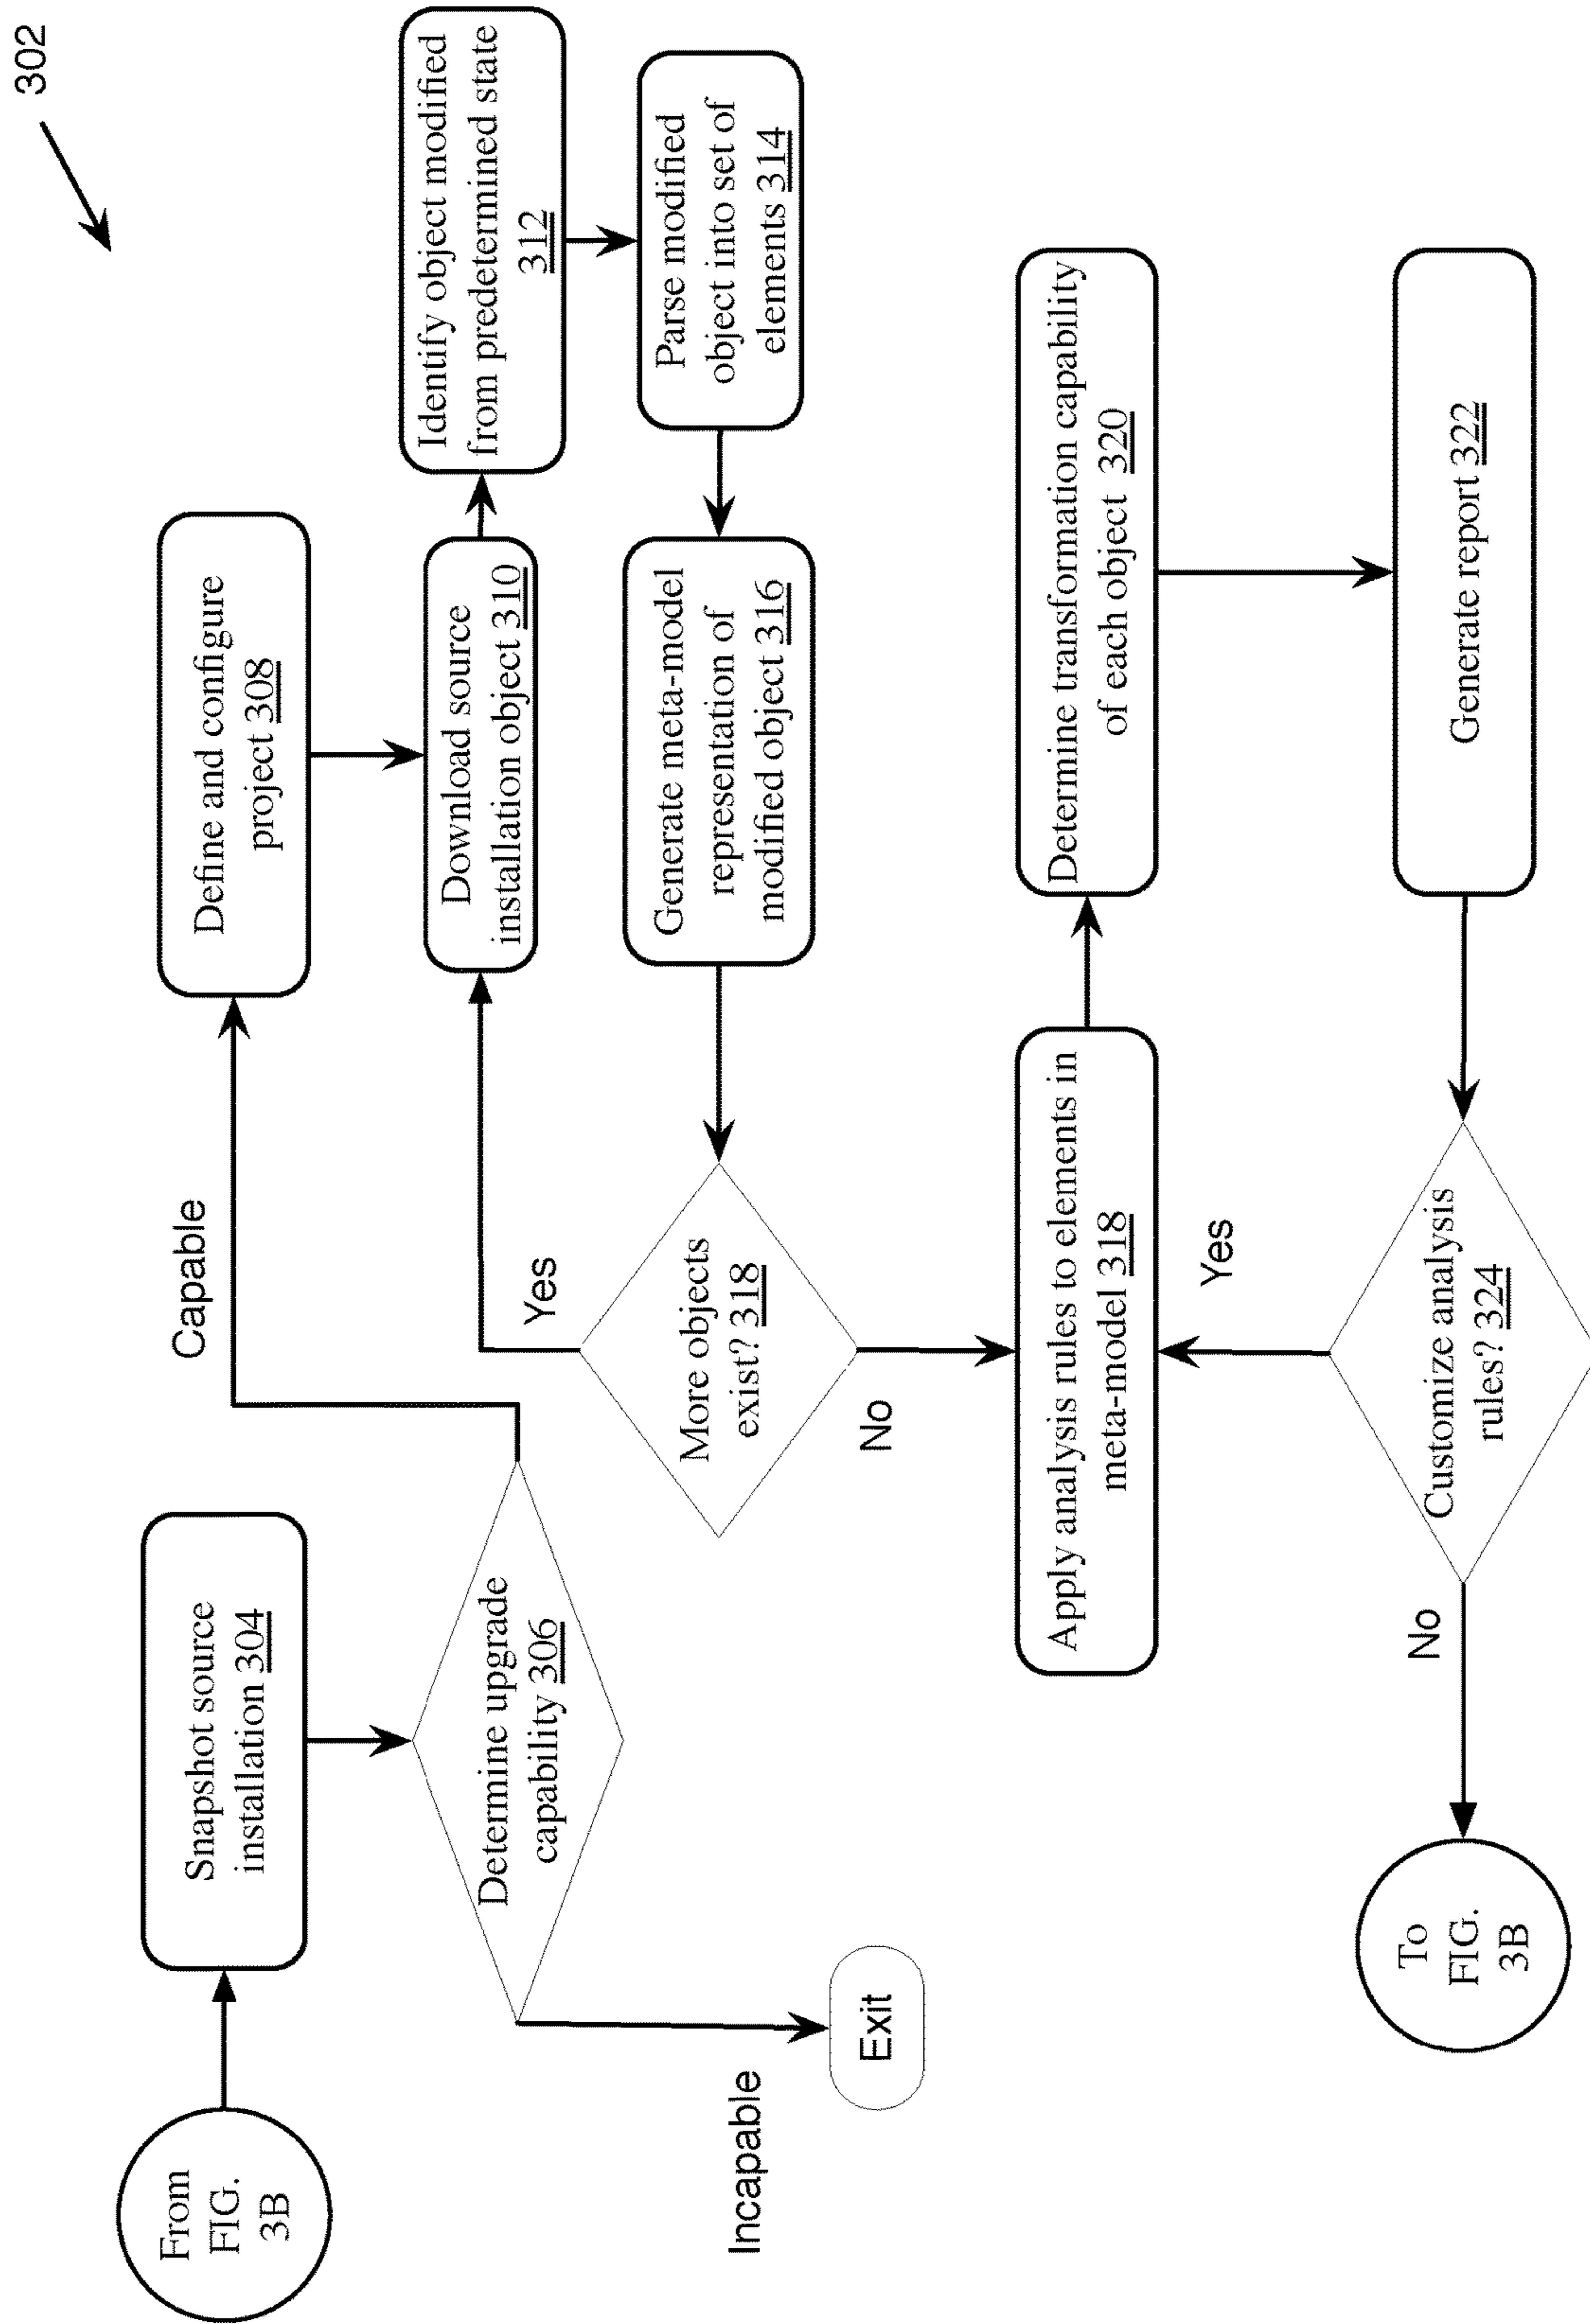 302
From
FIG.
3B
Snapshot source
installation 304
Determine upgrade
capability 306
Incapable
Exit
Capable
Define and configure
project 308
Download source
installation object 310
Identify object modified
from predetermined state
312
Parse modified
object into set of
elements 314
Generate meta-model
representation of
modified object 316
More objects
exist? 318
Yes
No
Apply analysis rules to elements in
meta-model 318
Determine transformation capability
of each object 320
Generate report 322
Customize analysis
rules? 324
Yes
No
To
FIG.
3B